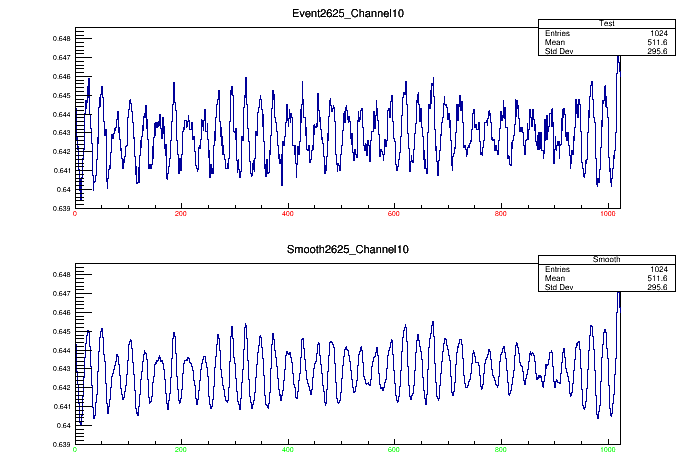 Event2625_Channel10
Test
Entries 1024
Mean 511.6
Std Dev 295.6
0.648
0.647
0.646
0.645
0.644
0.643
0.642
0.641
0.64
0.639
0 200 400 600 800 1000
Smooth2625_Channel10
Smooth
Entries 1024
Mean 511.6
Std Dev 295.6
0.648
0.647
0.646
0.645
0.644
0.643
0.642
0.641
0.64
0.639
0 200 400 600 800 1000